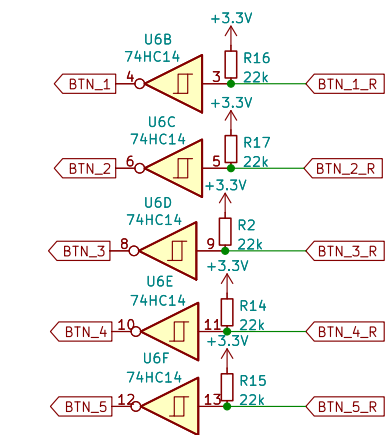 +3.3V
U6B
74HC14
R16
22k
BTN_1
4
3
BTN_1_R
+3.3V
U6C
74HC14
R17
22k
BTN_2
6
5
BTN_2_R
+3.3V
U6D
74HC14
R2
22k
BTN_3
8
9
BTN_3_R
+3.3V
U6E
74HC14
R14
22k
BTN_4
10
11
BTN_4_R
+3.3V
U6F
74HC14
R15
22k
BTN_5
12
13
BTN_5_R